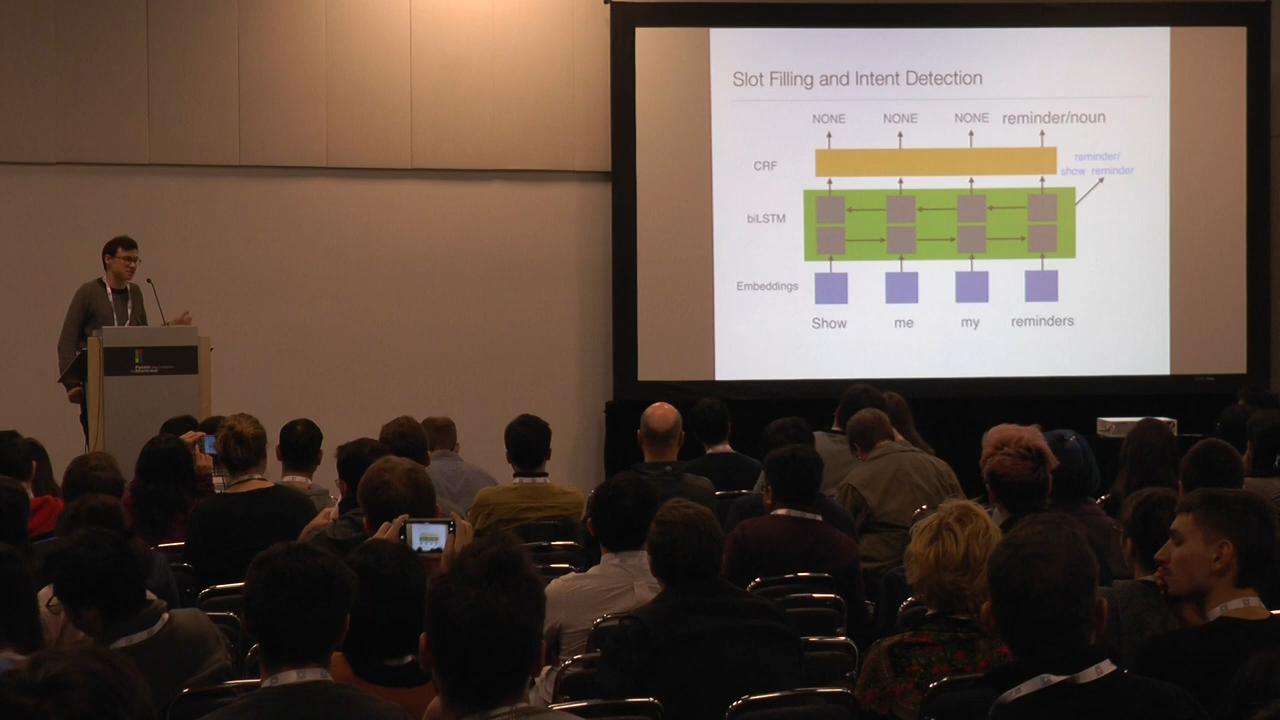 Slot Filling and Intent Detection
NONE NONE NONE reminder/noun
CRF
reminder/
show_reminder
biLSTM
Embeddings
Show me my reminders
Palais